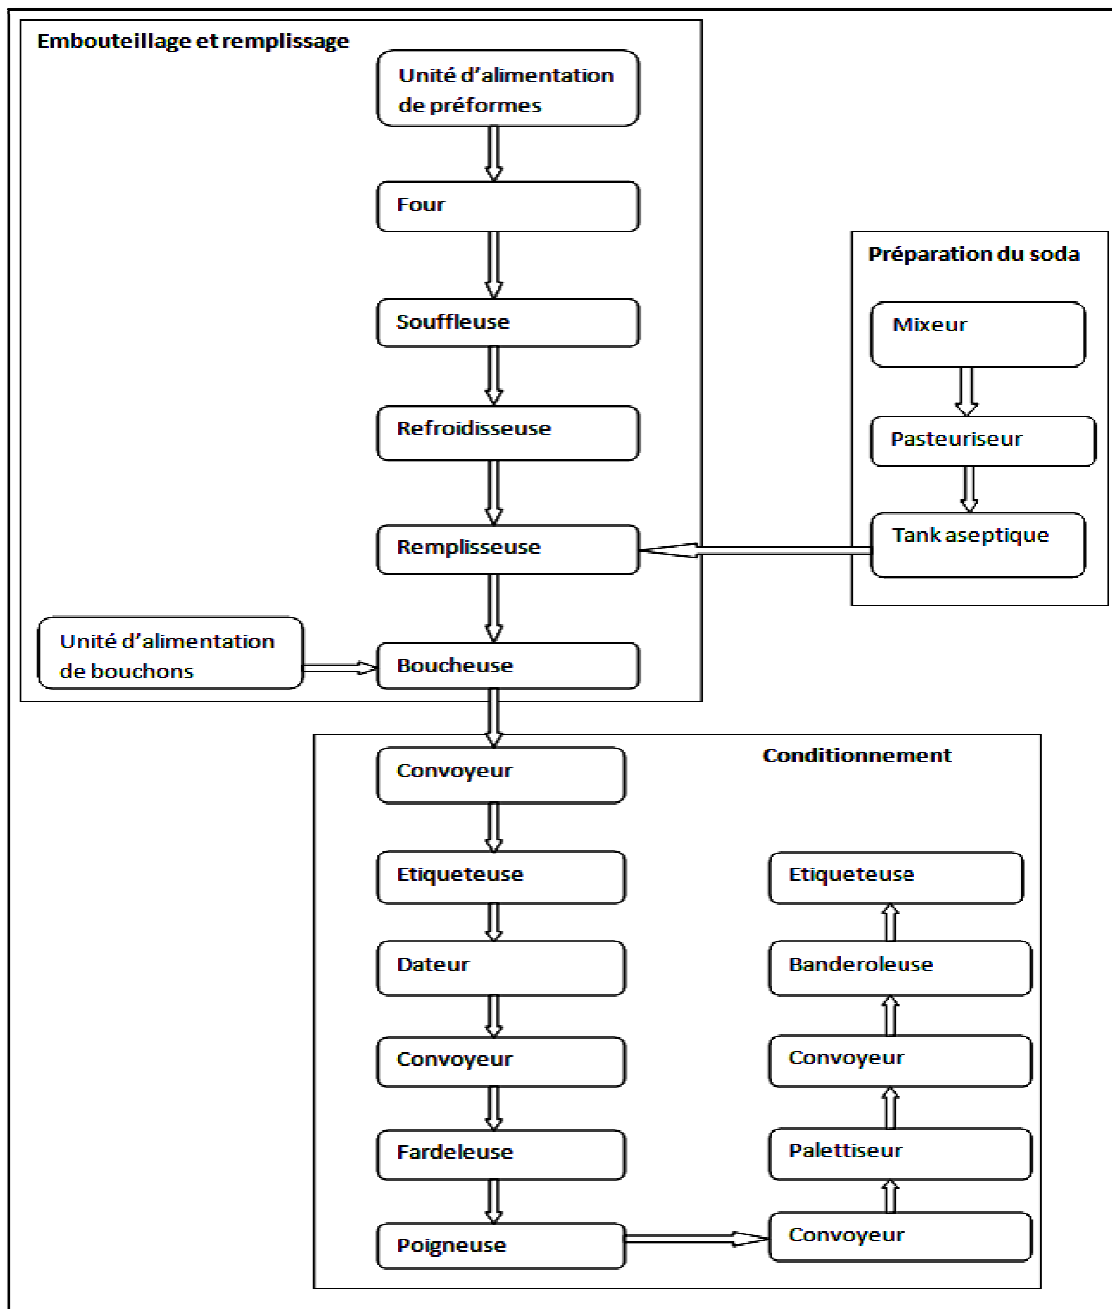 Embouteillage et remplissage
Unité d'alimentation
de préformes
Four
Souffleuse
Refroidisseuse
Remplisseuse
Unité d'alimentation
de bouchons
Boucheuse
Préparation du soda
Mixeur
Pasteuriseur
Tank aseptique
Conditionnement
Convoyeur
Etiqueteuse
Dateur
Convoyeur
Fardeleuse
Poigneuse
Convoyeur
Palettiseur
Convoyeur
Banderoleuse
Etiqueteuse